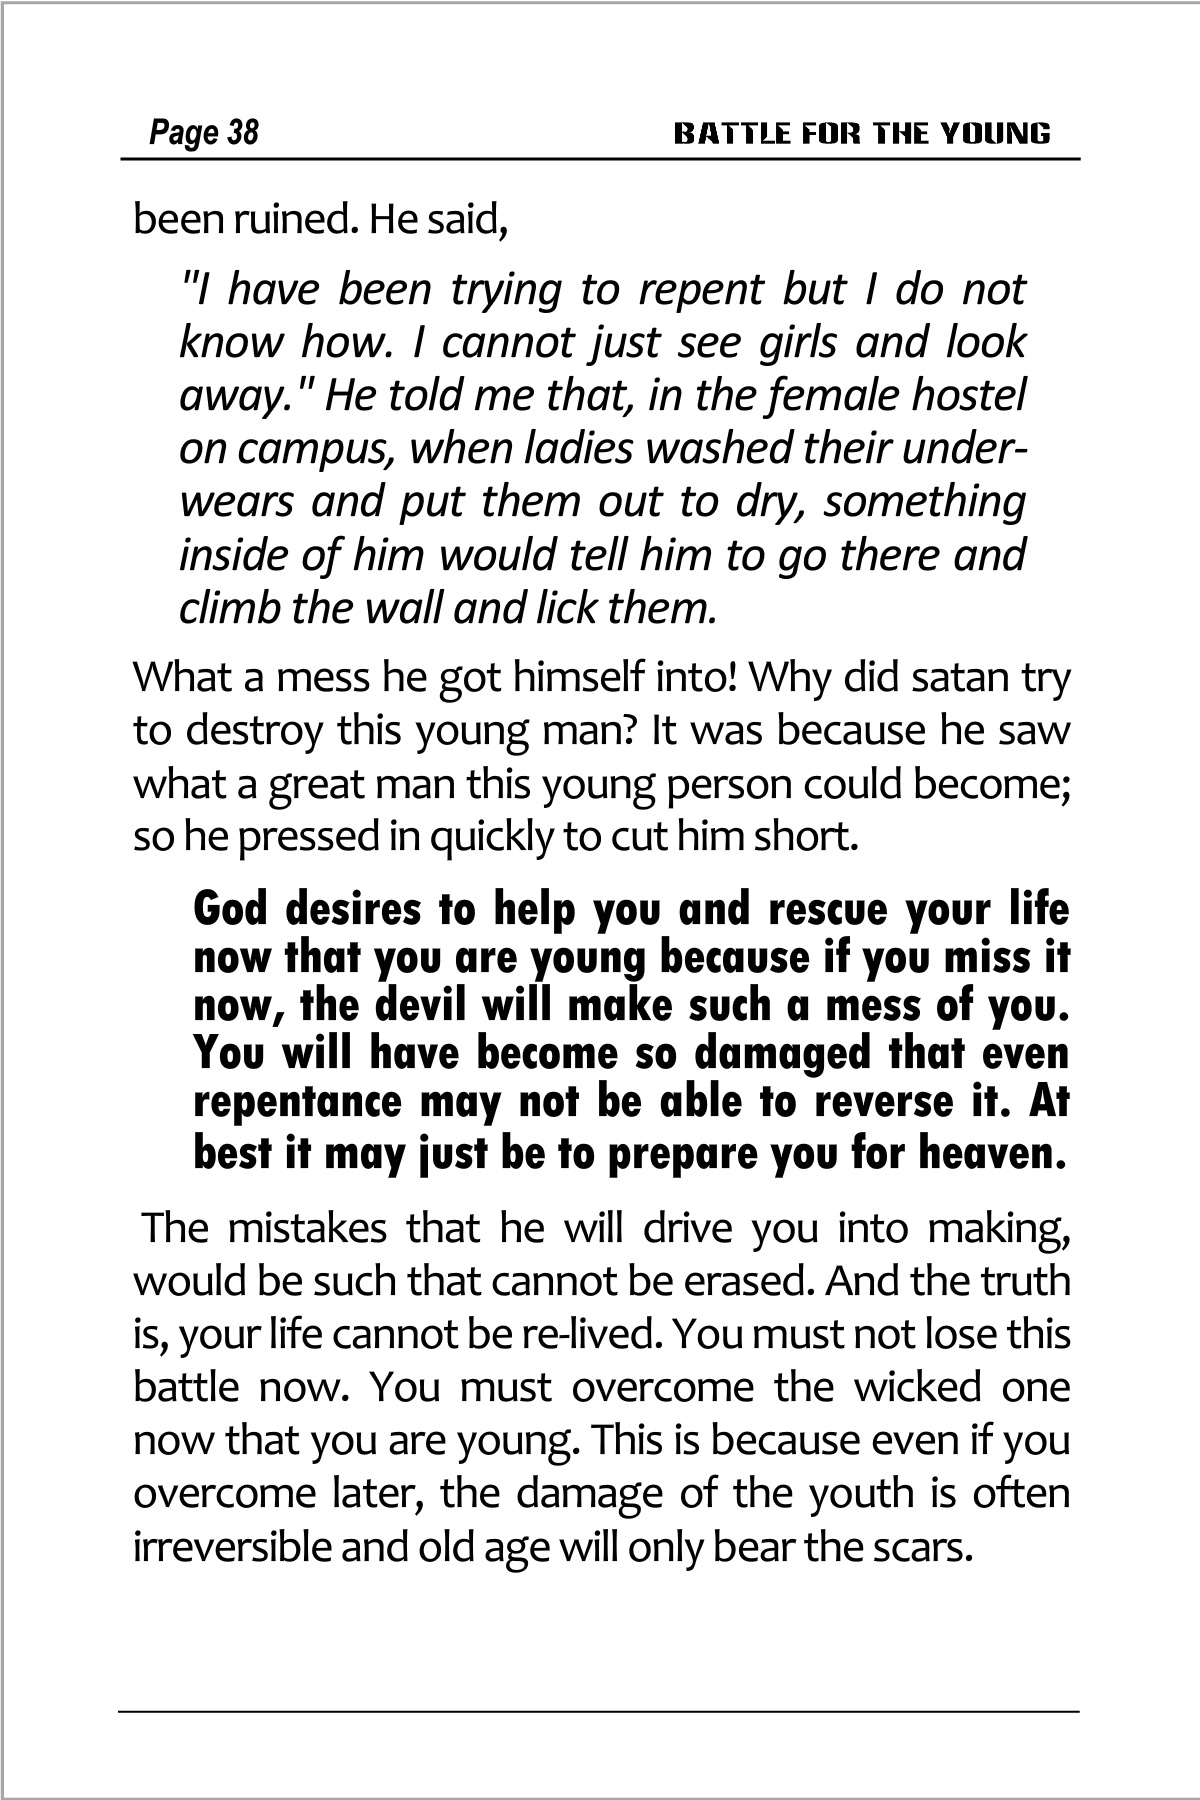 Page 38 BATTLE FOR THE YOUNG
been ruined. He said,
"I have been trying to repent but I do not
know how. I cannot just see girls and look
away." He told me that, in the female hostel
on campus, when ladies washed their under-
wears and put them out to dry, something
inside of him would tell him to go there and
climb the wall and lick them.
What a mess he got himself into! Why did satan try
to destroy this young man? It was because he saw
what a great man this young person could become;
so he pressed in quickly to cut him short.
God desires to help you and rescue your life
now that you are young because if you miss it
now, the devil will make such a mess of you.
You will have become so damaged that even
repentance may not be able to reverse it. At
best it may just be to prepare you for heaven.
The mistakes that he will drive you into making,
would be such that cannot be erased. And the truth
is, your life cannot be re-lived. You must not lose this
battle now. You must overcome the wicked one
now that you are young. This is because even if you
overcome later, the damage of the youth is often
irreversible and old age will only bear the scars.